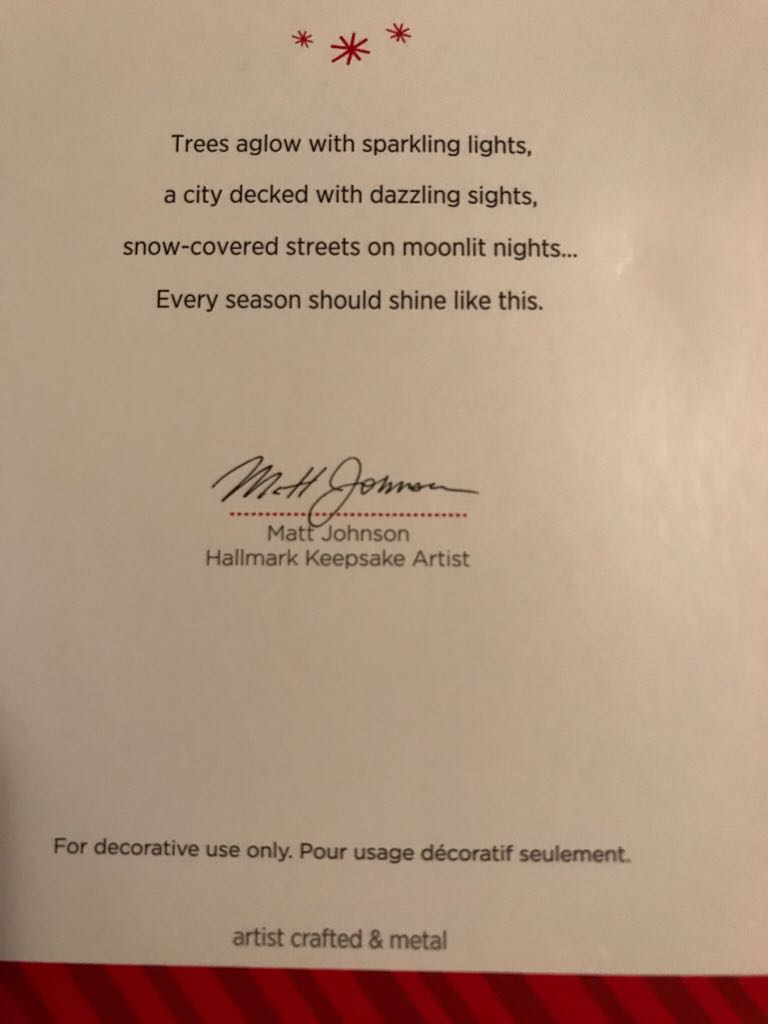 Trees aglow with sparkling lights,
a city decked with dazzling sights,
snow-covered streets on moonlit nights...
Every season should shine like this.
Matt Johnson
Matt Johnson
Hallmark Keepsake Artist
For decorative use only. Pour usage décoratif seulement.
artist crafted & metal